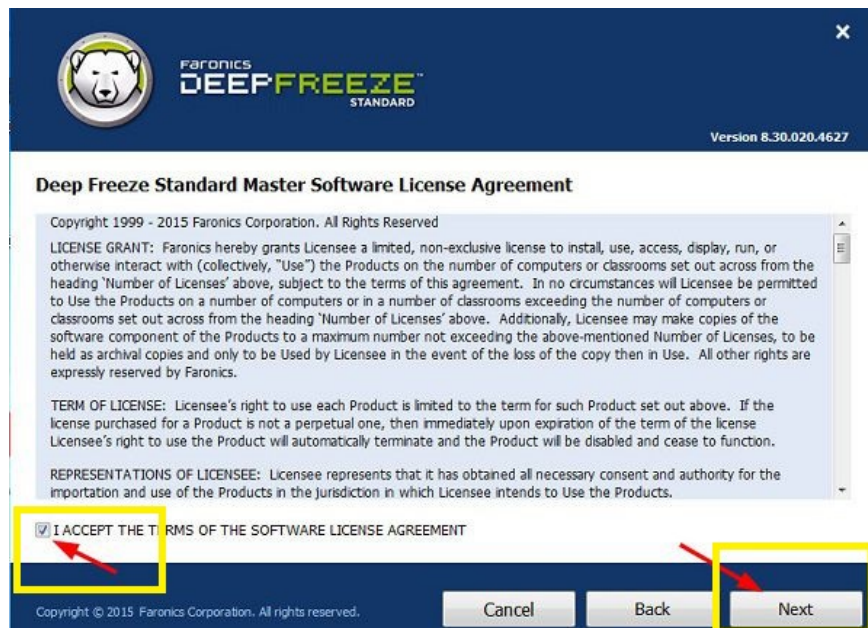 Faronics
DEEPFREEZE™
STANDARD
Version 8.30.020.4627
Deep Freeze Standard Master Software License Agreement
Copyright 1999 - 2015 Faronics Corporation. All Rights Reserved
LICENSE GRANT: Faronics hereby grants Licensee a limited, non-exclusive license to install, use, access, display, run, or
otherwise interact with (collectively, "Use") the Products on the number of computers or classrooms set out across from the
heading 'Number of Licenses' above, subject to the terms of this agreement. In no circumstances will Licensee be permitted
to Use the Products on a number of computers or in a number of classrooms exceeding the number of computers or
classrooms set out across from the heading 'Number of Licenses' above. Additionally, Licensee may make copies of the
software component of the Products to a maximum number not exceeding the above-mentioned Number of Licenses, to be
held as archival copies and only to be Used by Licensee in the event of the loss of the copy then in Use. All other rights are
expressly reserved by Faronics.
TERM OF LICENSE: Licensee's right to use each Product is limited to the term for such Product set out above. If the
license purchased for a Product is not a perpetual one, then immediately upon expiration of the term of the license
Licensee's right to use the Product will automatically terminate and the Product will be disabled and cease to function.
REPRESENTATIONS OF LICENSEE: Licensee represents that it has obtained all necessary consent and authority for the
importation and use of the Products in the jurisdiction in which Licensee intends to Use the Products.
I ACCEPT THE TERMS OF THE SOFTWARE LICENSE AGREEMENT
Copyright © 2015 Faronics Corporation. All rights reserved.
Cancel
Back
Next